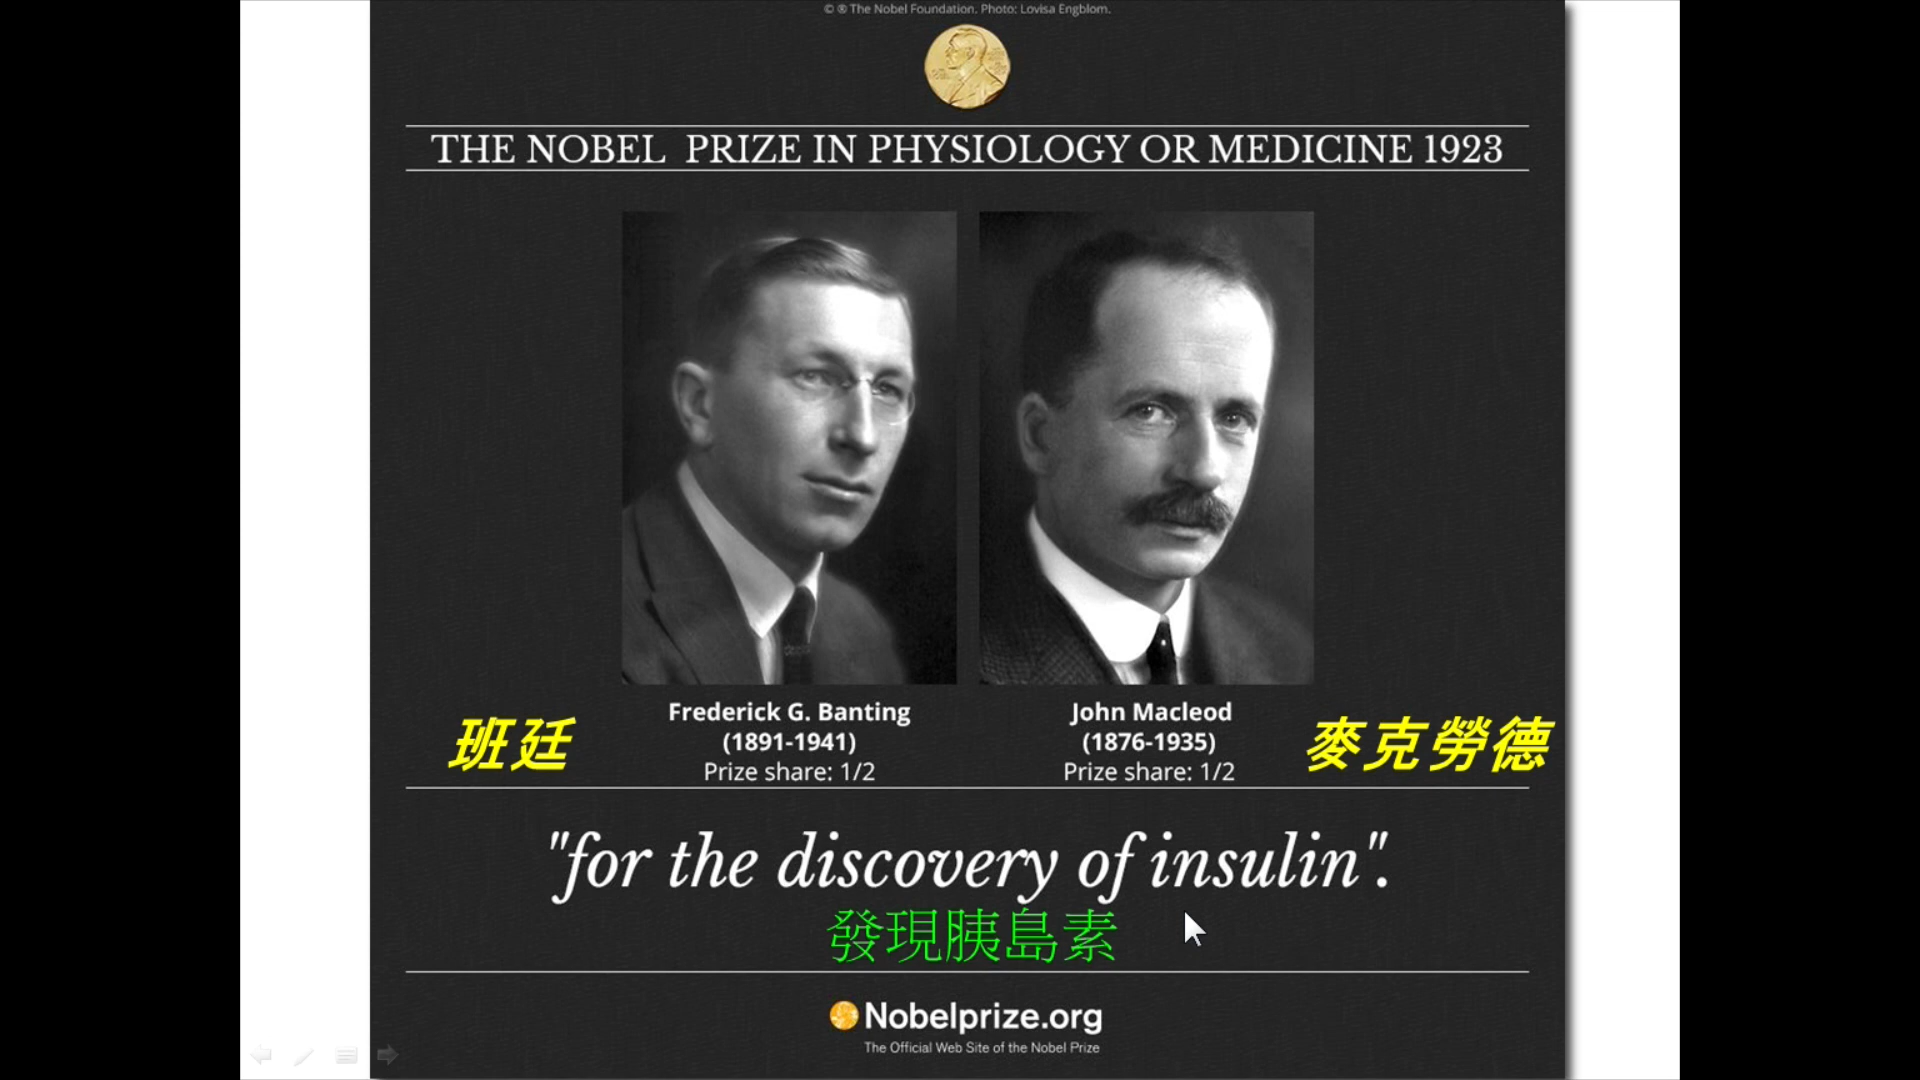 © ® The Nobel Foundation. Photo: Lovisa Engblom.
THE NOBEL PRIZE IN PHYSIOLOGY OR MEDICINE 1923
Frederick G. Banting
(1891-1941)
Prize share: 1/2
John Macleod
(1876-1935)
Prize share: 1/2
班廷
麥克勞德
"for the discovery of insulin".
發現胰島素
Nobelprize.org
The Official Web Site of the Nobel Prize